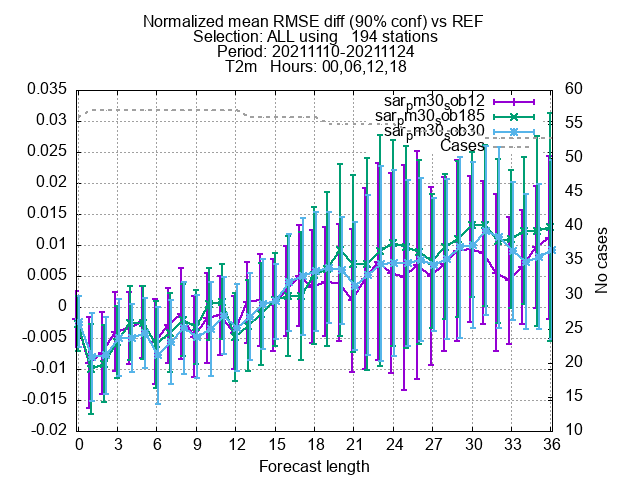 Normalized mean RMSE diff (90% conf) vs REF
Selection: ALL using 194 stations
Period: 20211110-20211124
T2m Hours: 00,06,12,18
0.035
0.03
0.025
0.02
0.015
0.01
0.005
0
-0.005
-0.01
-0.015
-0.02
sarpm30sob12
sarpm30sob185
sarpm30sob30
Cases
60
55
50
45
40
35
30
25
20
15
10
No cases
0 3 6 9 12 15 18 21 24 27 30 33 36
Forecast length